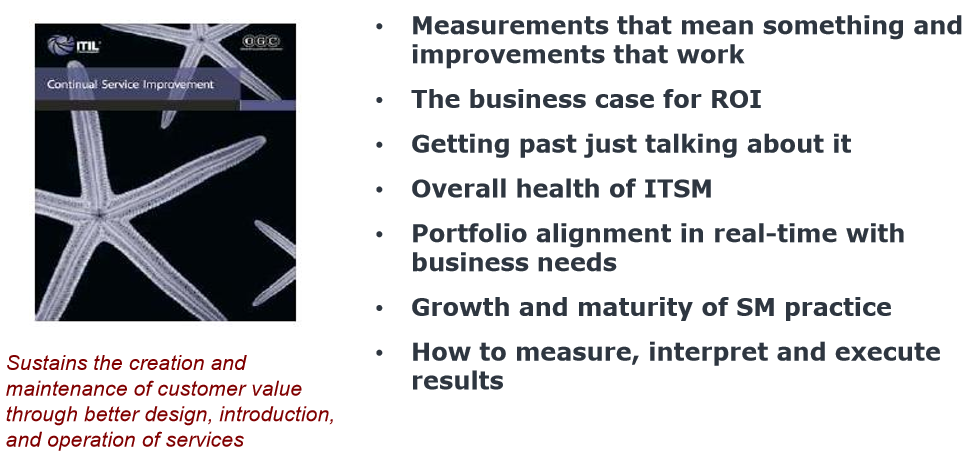 ITIL
OGC
Continual Service Improvement
Sustains the creation and
maintenance of customer value
through better design, introduction,
and operation of services
• Measurements that mean something and
improvements that work
• The business case for ROI
• Getting past just talking about it
• Overall health of ITSM
• Portfolio alignment in real-time with
business needs
• Growth and maturity of SM practice
• How to measure, interpret and execute
results